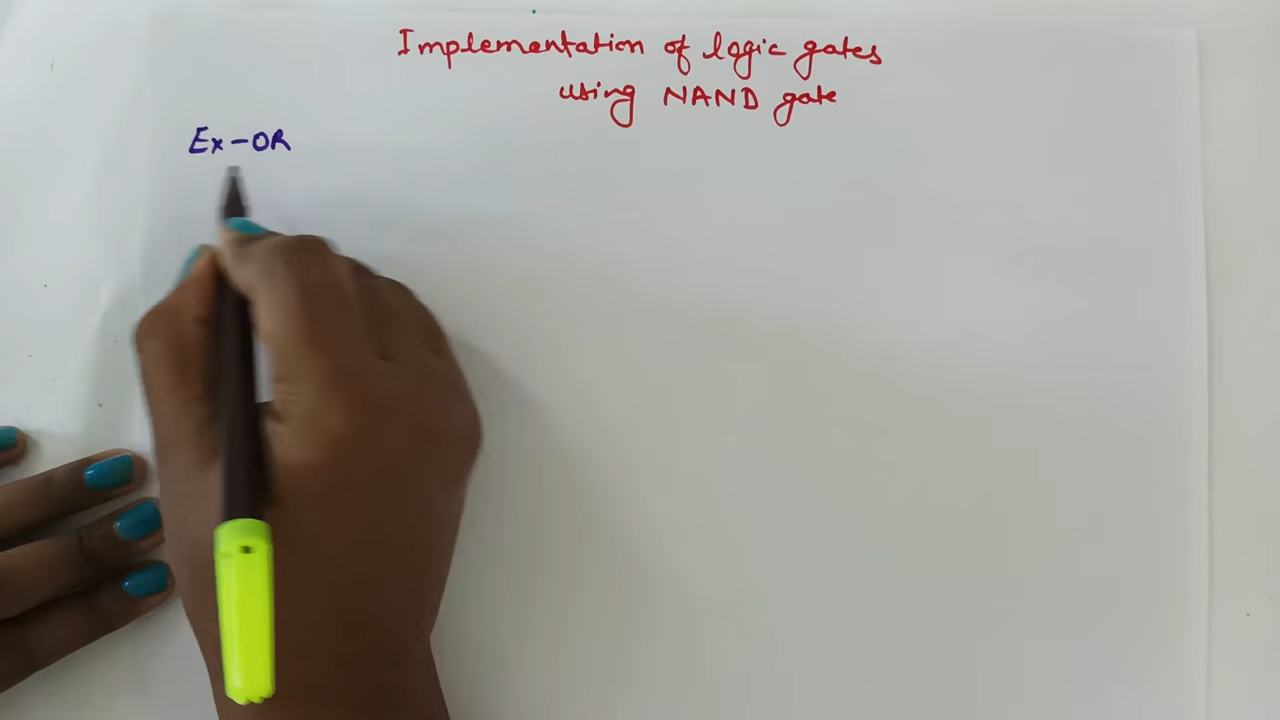 Implementation of logic gates
using NAND gate
Ex-OR